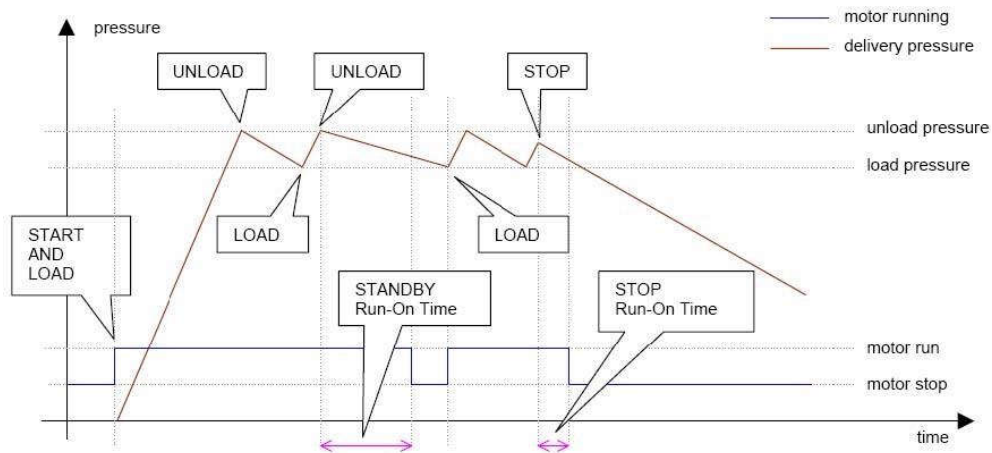 pressure
motor running
delivery pressure
UNLOAD
UNLOAD
STOP
unload pressure
load pressure
START
AND
LOAD
LOAD
LOAD
STANDBY
Run-On Time
STOP
Run-On Time
motor run
motor stop
time